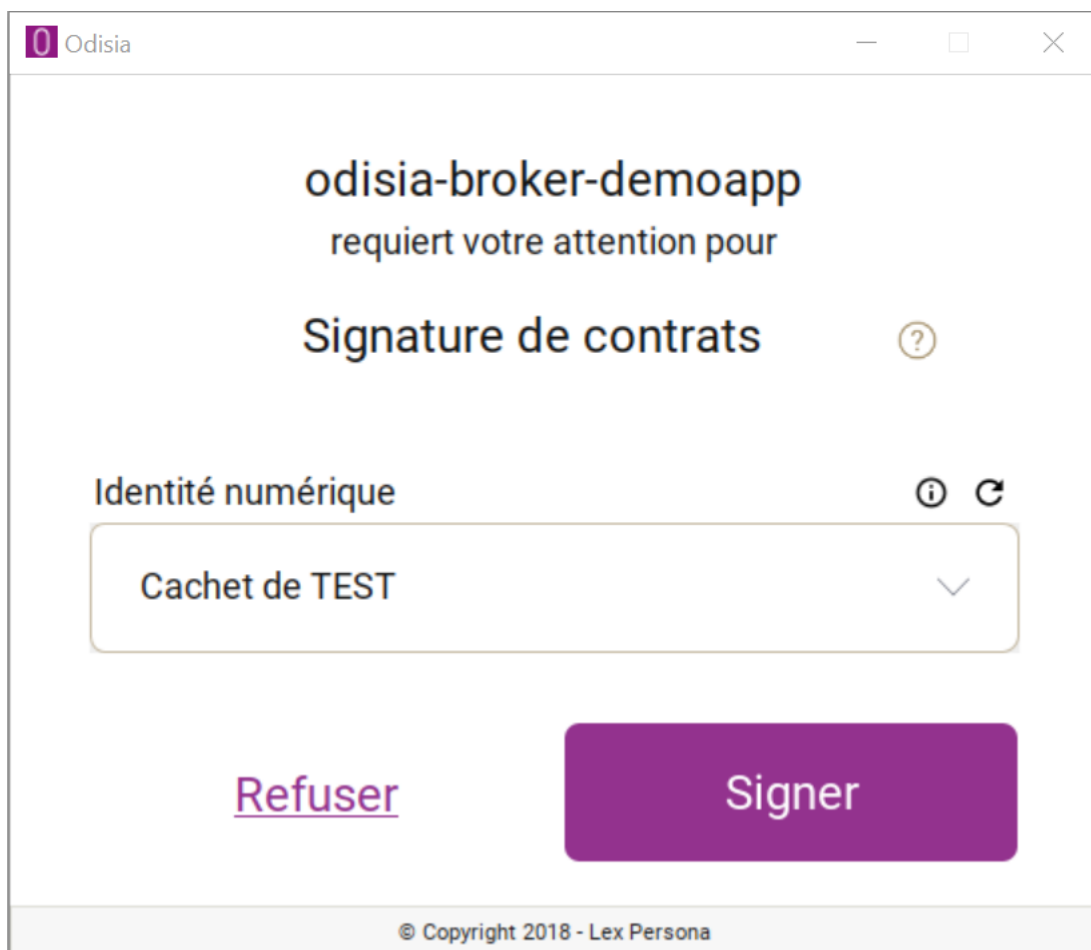 Odisia
odisia-broker-demoapp
requiert votre attention pour
Signature de contrats
Identité numérique
Cachet de TEST
Refuser
Signer
© Copyright 2018 - Lex Persona